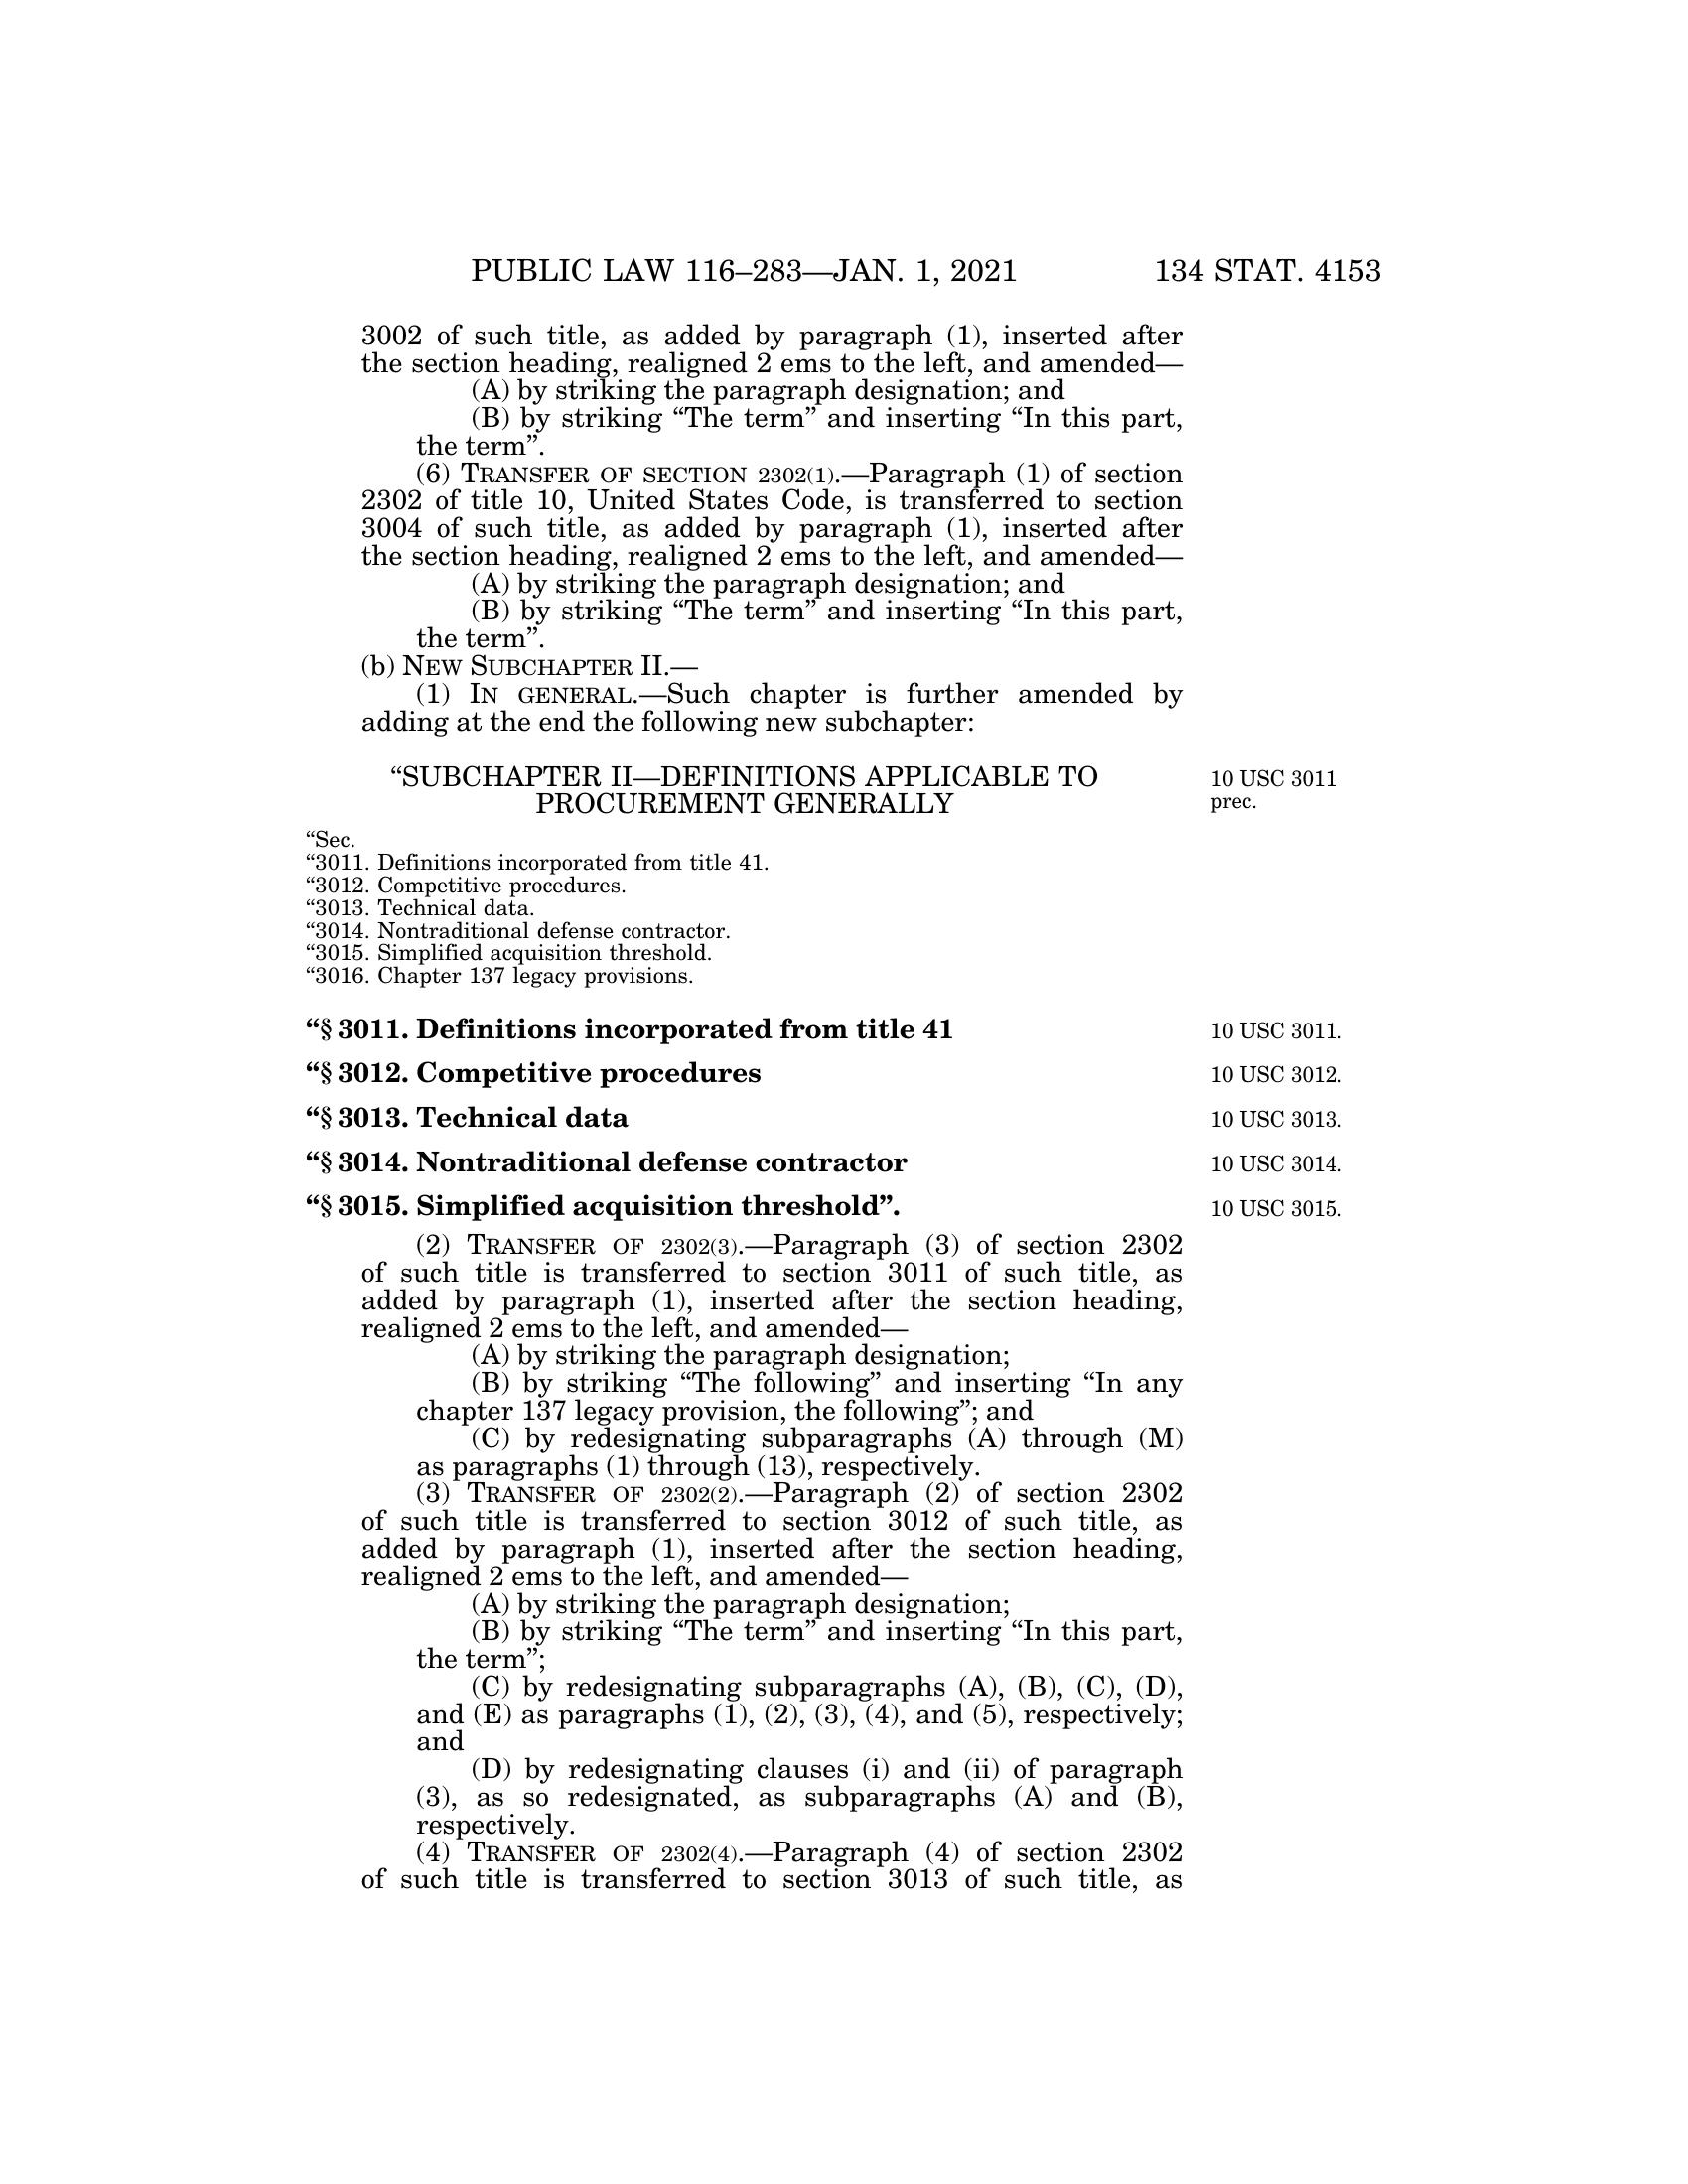 PUBLIC LAW 116–283—JAN. 1, 2021 134 STAT. 4153
3002 of such title, as added by paragraph (1), inserted after
the section heading, realigned 2 ems to the left, and amended—
(A) by striking the paragraph designation; and
(B) by striking “The term” and inserting “In this part,
the term”.
(6) TRANSFER OF SECTION 2302(1).—Paragraph (1) of section
2302 of title 10, United States Code, is transferred to section
3004 of such title, as added by paragraph (1), inserted after
the section heading, realigned 2 ems to the left, and amended—
(A) by striking the paragraph designation; and
(B) by striking “The term” and inserting “In this part,
the term”.
(b) NEW SUBCHAPTER II.—
(1) IN GENERAL.—Such chapter is further amended by
adding at the end the following new subchapter:
“SUBCHAPTER II—DEFINITIONS APPLICABLE TO
PROCUREMENT GENERALLY
10 USC 3011
prec.
“Sec.
“3011. Definitions incorporated from title 41.
“3012. Competitive procedures.
“3013. Technical data.
“3014. Nontraditional defense contractor.
“3015. Simplified acquisition threshold.
“3016. Chapter 137 legacy provisions.
“§ 3011. Definitions incorporated from title 41 10 USC 3011.
“§ 3012. Competitive procedures 10 USC 3012.
“§ 3013. Technical data 10 USC 3013.
“§ 3014. Nontraditional defense contractor 10 USC 3014.
“§ 3015. Simplified acquisition threshold”. 10 USC 3015.
(2) TRANSFER OF 2302(3).—Paragraph (3) of section 2302
of such title is transferred to section 3011 of such title, as
added by paragraph (1), inserted after the section heading,
realigned 2 ems to the left, and amended—
(A) by striking the paragraph designation;
(B) by striking “The following” and inserting “In any
chapter 137 legacy provision, the following”; and
(C) by redesignating subparagraphs (A) through (M)
as paragraphs (1) through (13), respectively.
(3) TRANSFER OF 2302(2).—Paragraph (2) of section 2302
of such title is transferred to section 3012 of such title, as
added by paragraph (1), inserted after the section heading,
realigned 2 ems to the left, and amended—
(A) by striking the paragraph designation;
(B) by striking “The term” and inserting “In this part,
the term”;
(C) by redesignating subparagraphs (A), (B), (C), (D),
and (E) as paragraphs (1), (2), (3), (4), and (5), respectively;
and
(D) by redesignating clauses (i) and (ii) of paragraph
(3), as so redesignated, as subparagraphs (A) and (B),
respectively.
(4) TRANSFER OF 2302(4).—Paragraph (4) of section 2302
of such title is transferred to section 3013 of such title, as